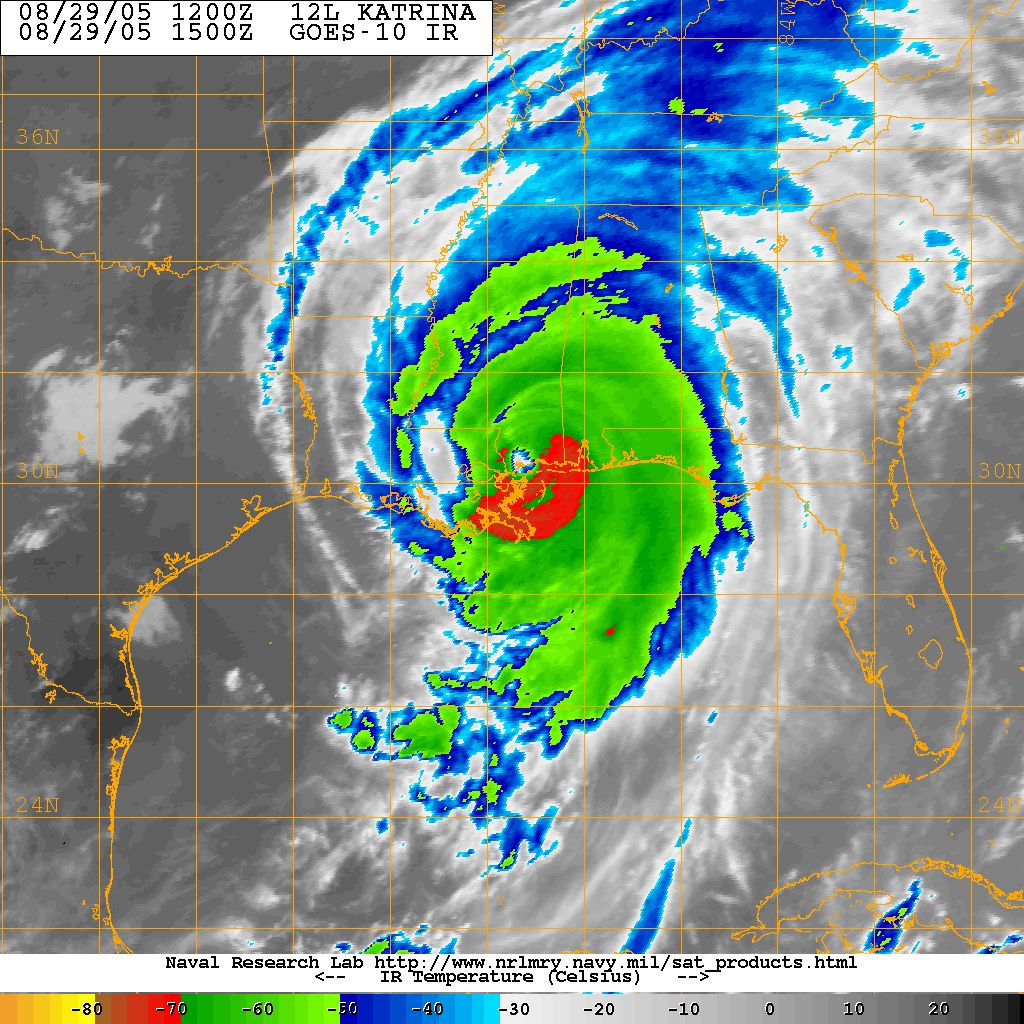 08/29/05 1200Z 12L KATRINA
08/29/05 1500Z GOES-10 IR
84W
36N 36N
30N 30N
24N 24N
Naval Research Lab http://www.nrlmry.navy.mil/sat_products.html
<-- IR Temperature (Celsius) -->
-80 -70 -60 -50 -40 -30 -20 -10 0 10 20